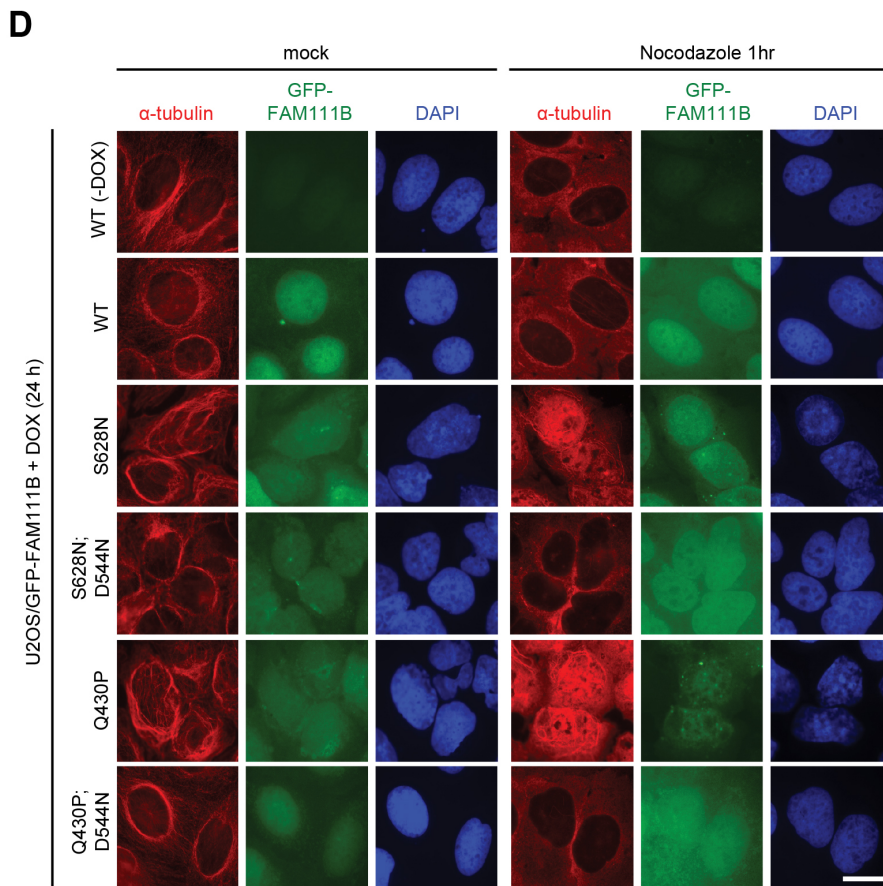 D
mock
Nocodazole 1hr
α-tubulin
GFP-
FAM111B
DAPI
α-tubulin
GFP-
FAM111B
DAPI
U2OS/GFP-FAM111B + DOX (24 h)
WT (-DOX)
WT
S628N
S628N;
D544N
Q430P
Q430P;
D544N